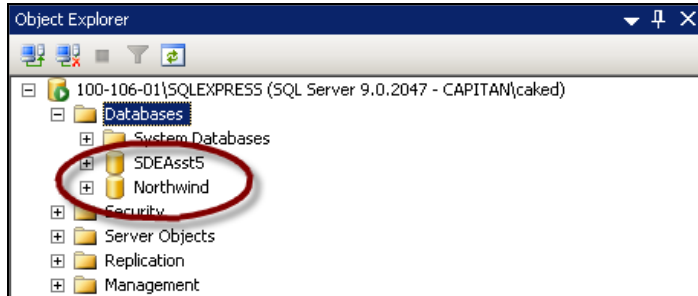 Object Explorer
100-106-01\SQLEXPRESS (SQL Server 9.0.2047 - CAPITAN\caked)
Databases
System Databases
SDEAsst5
Northwind
Security
Server Objects
Replication
Management